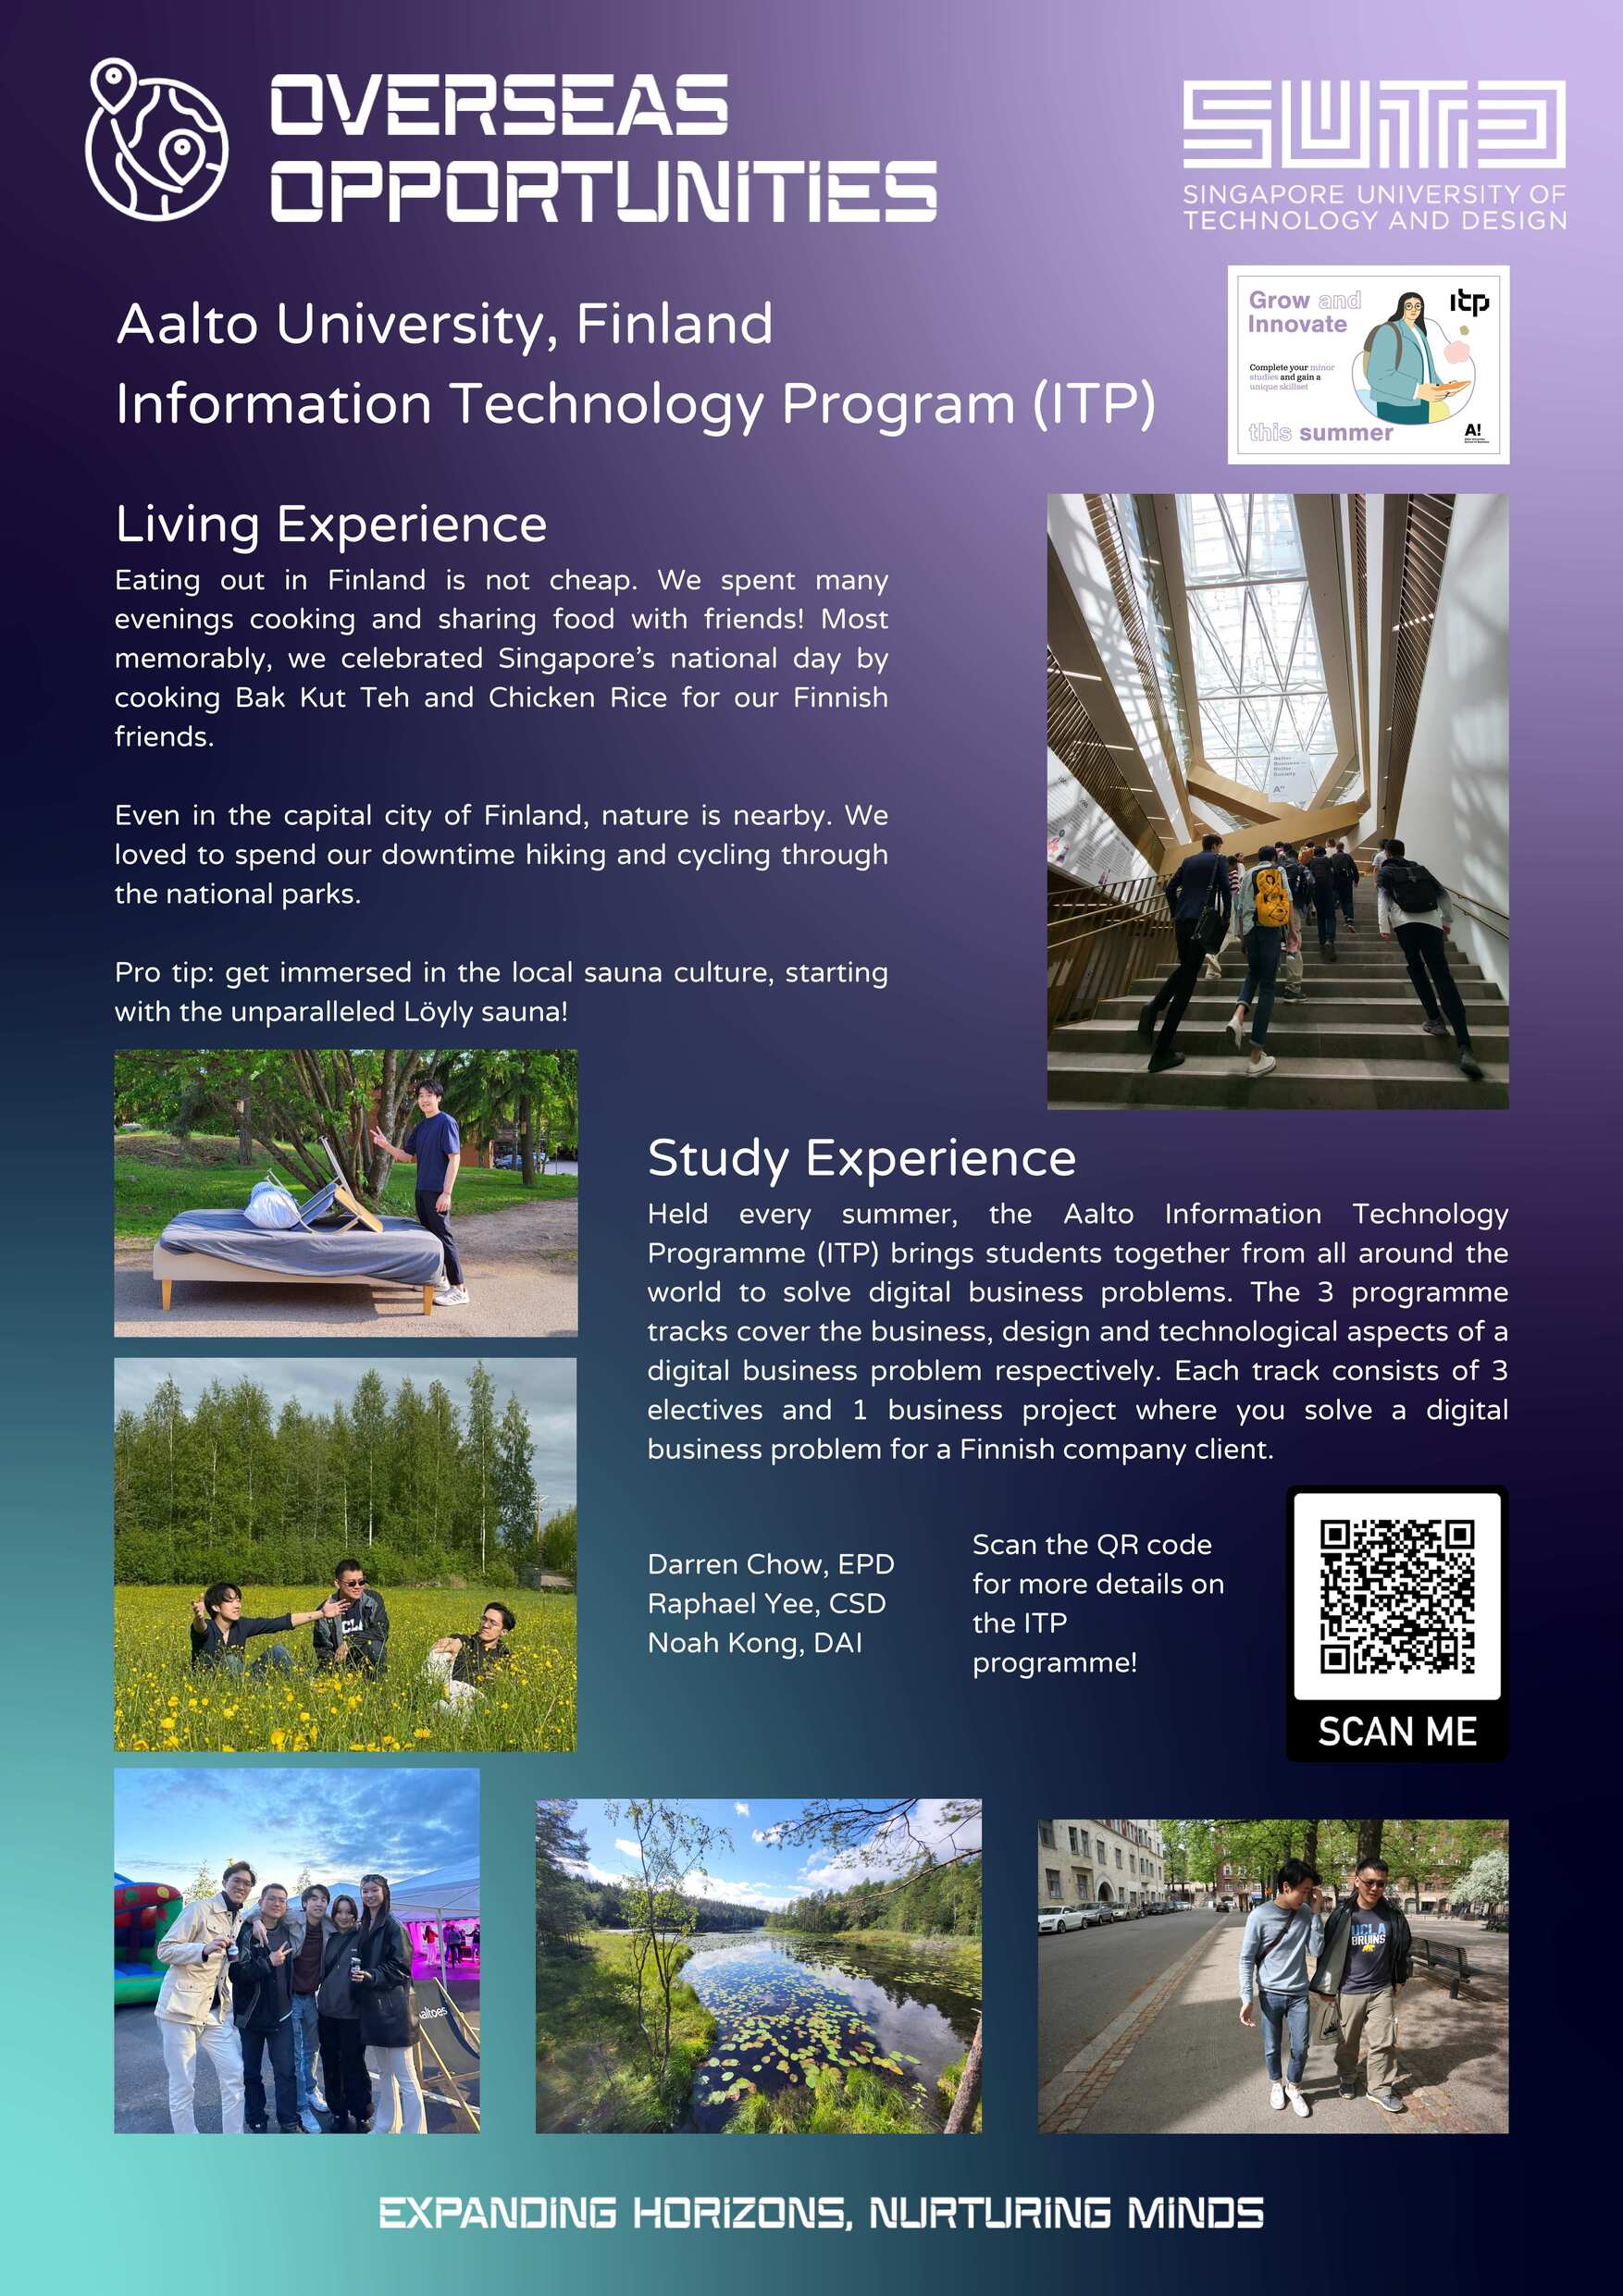 OVERSEAS
OPPORTUNITIES
SUTD
SINGAPORE UNIVERSITY OF
TECHNOLOGY AND DESIGN
Aalto University, Finland
Information Technology Program (ITP)
Grow and
Innovate
itp
Complete your minor
studies and gain a
unique skillset
this summer
A!
Living Experience
Eating out in Finland is not cheap. We spent many
evenings cooking and sharing food with friends! Most
memorably, we celebrated Singapore's national day by
cooking Bak Kut Teh and Chicken Rice for our Finnish
friends.
Even in the capital city of Finland, nature is nearby. We
loved to spend our downtime hiking and cycling through
the national parks.
Pro tip: get immersed in the local sauna culture, starting
with the unparalleled Löyly sauna!
Better
Business –
Better
Society
A"
Study Experience
Held every summer, the Aalto Information Technology
Programme (ITP) brings students together from all around the
world to solve digital business problems. The 3 programme
tracks cover the business, design and technological aspects of a
digital business problem respectively. Each track consists of 3
electives and 1 business project where you solve a digital
business problem for a Finnish company client.
Darren Chow, EPD
Raphael Yee, CSD
Noah Kong, DAI
Scan the QR code
for more details on
the ITP
programme!
SCAN ME
UCLA
aaltoes
UCLA
BRUINS
EXPANDING HORIZONS, NURTURING MINDS